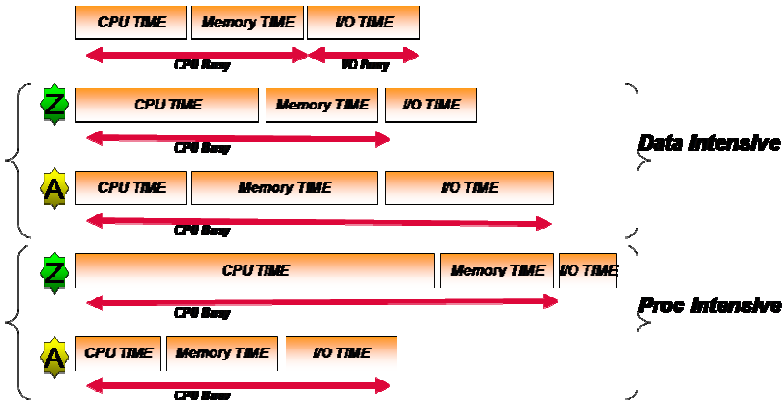 CPU TIME Memory TIME I/O TIME
CPU Busy I/O Busy
Z CPU TIME Memory TIME I/O TIME
CPU Busy
Data Intensive
A CPU TIME Memory TIME I/O TIME
CPU Busy
Z CPU TIME Memory TIME I/O TIME
CPU Busy
Proc Intensive
A CPU TIME Memory TIME I/O TIME
CPU Busy